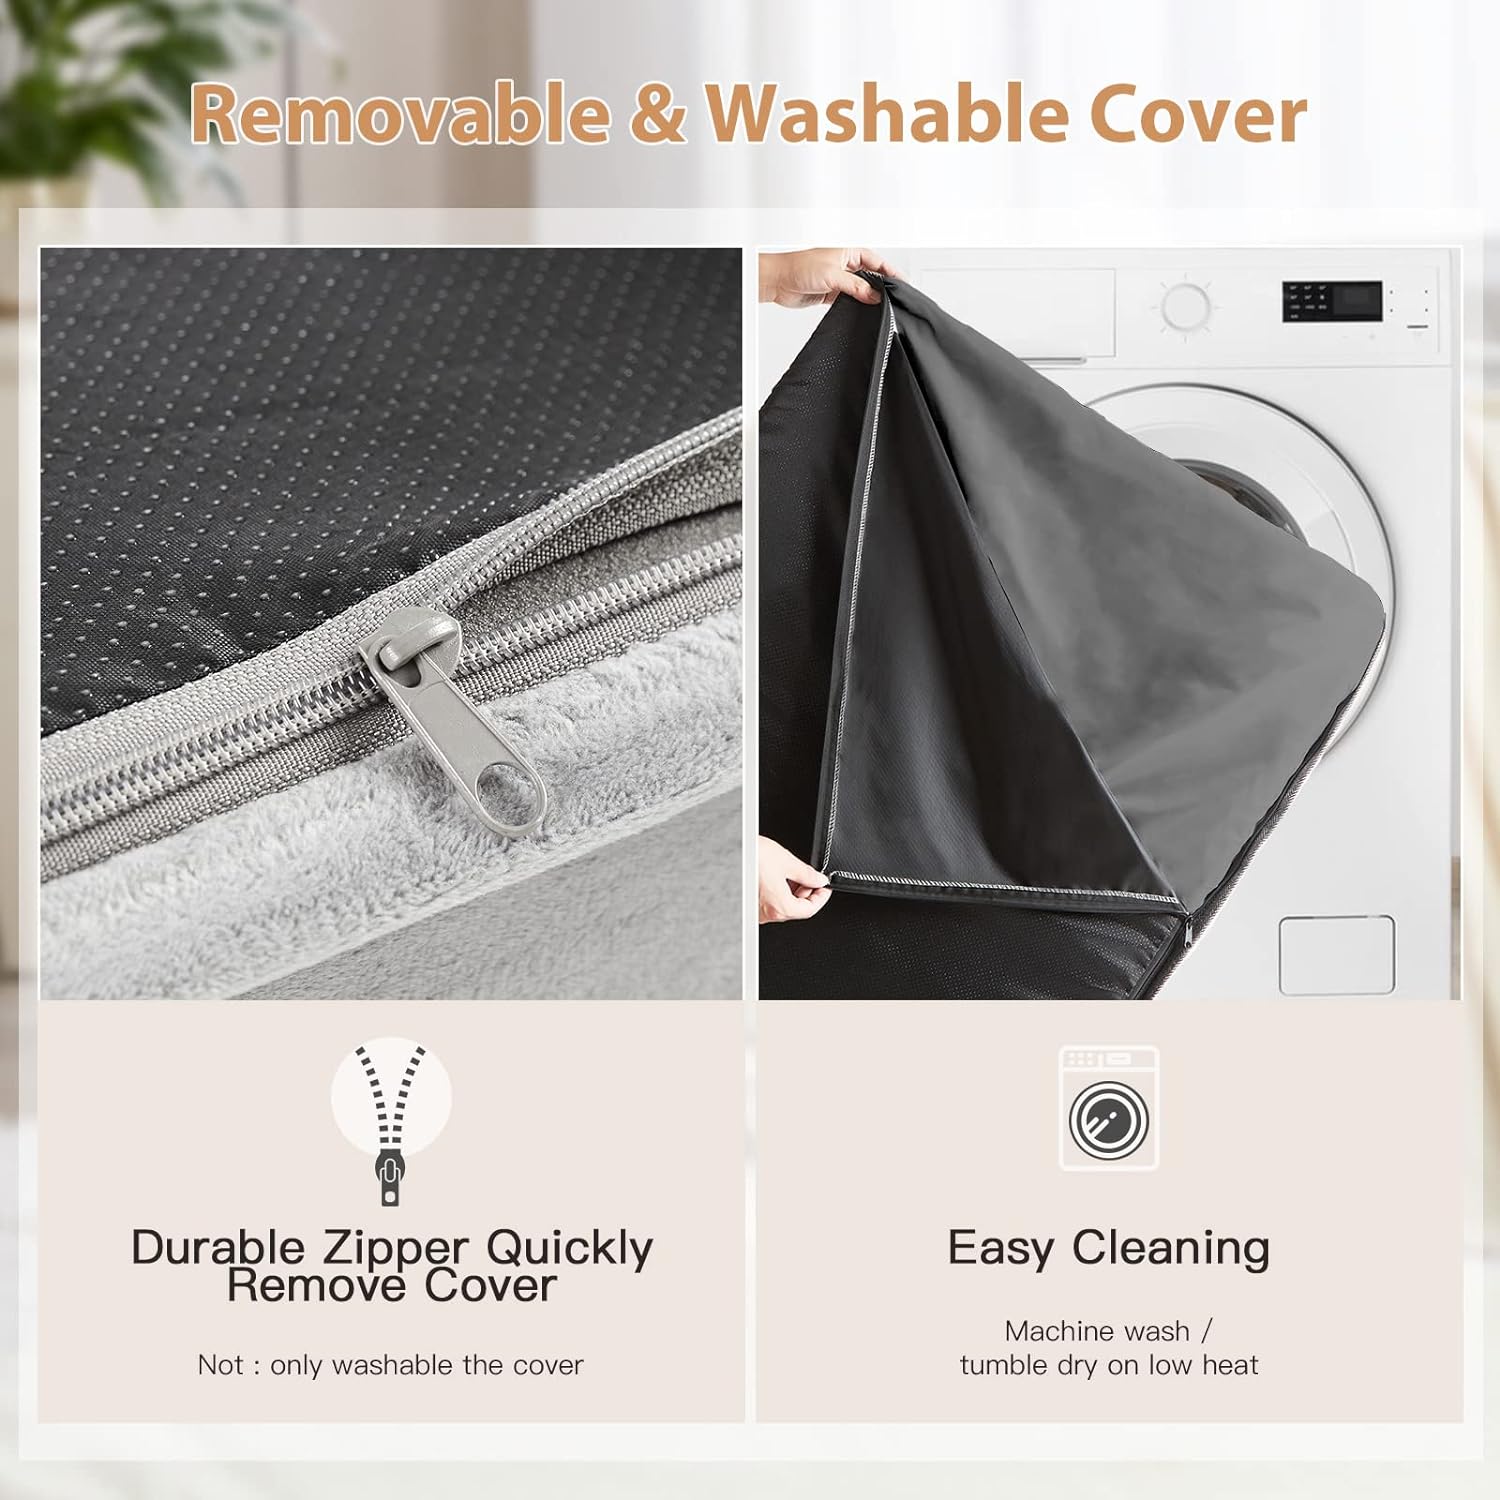 Removable & Washable Cover
Durable Zipper Quickly
Remove Cover
Not : only washable the cover
Easy Cleaning
Machine wash /
tumble dry on low heat